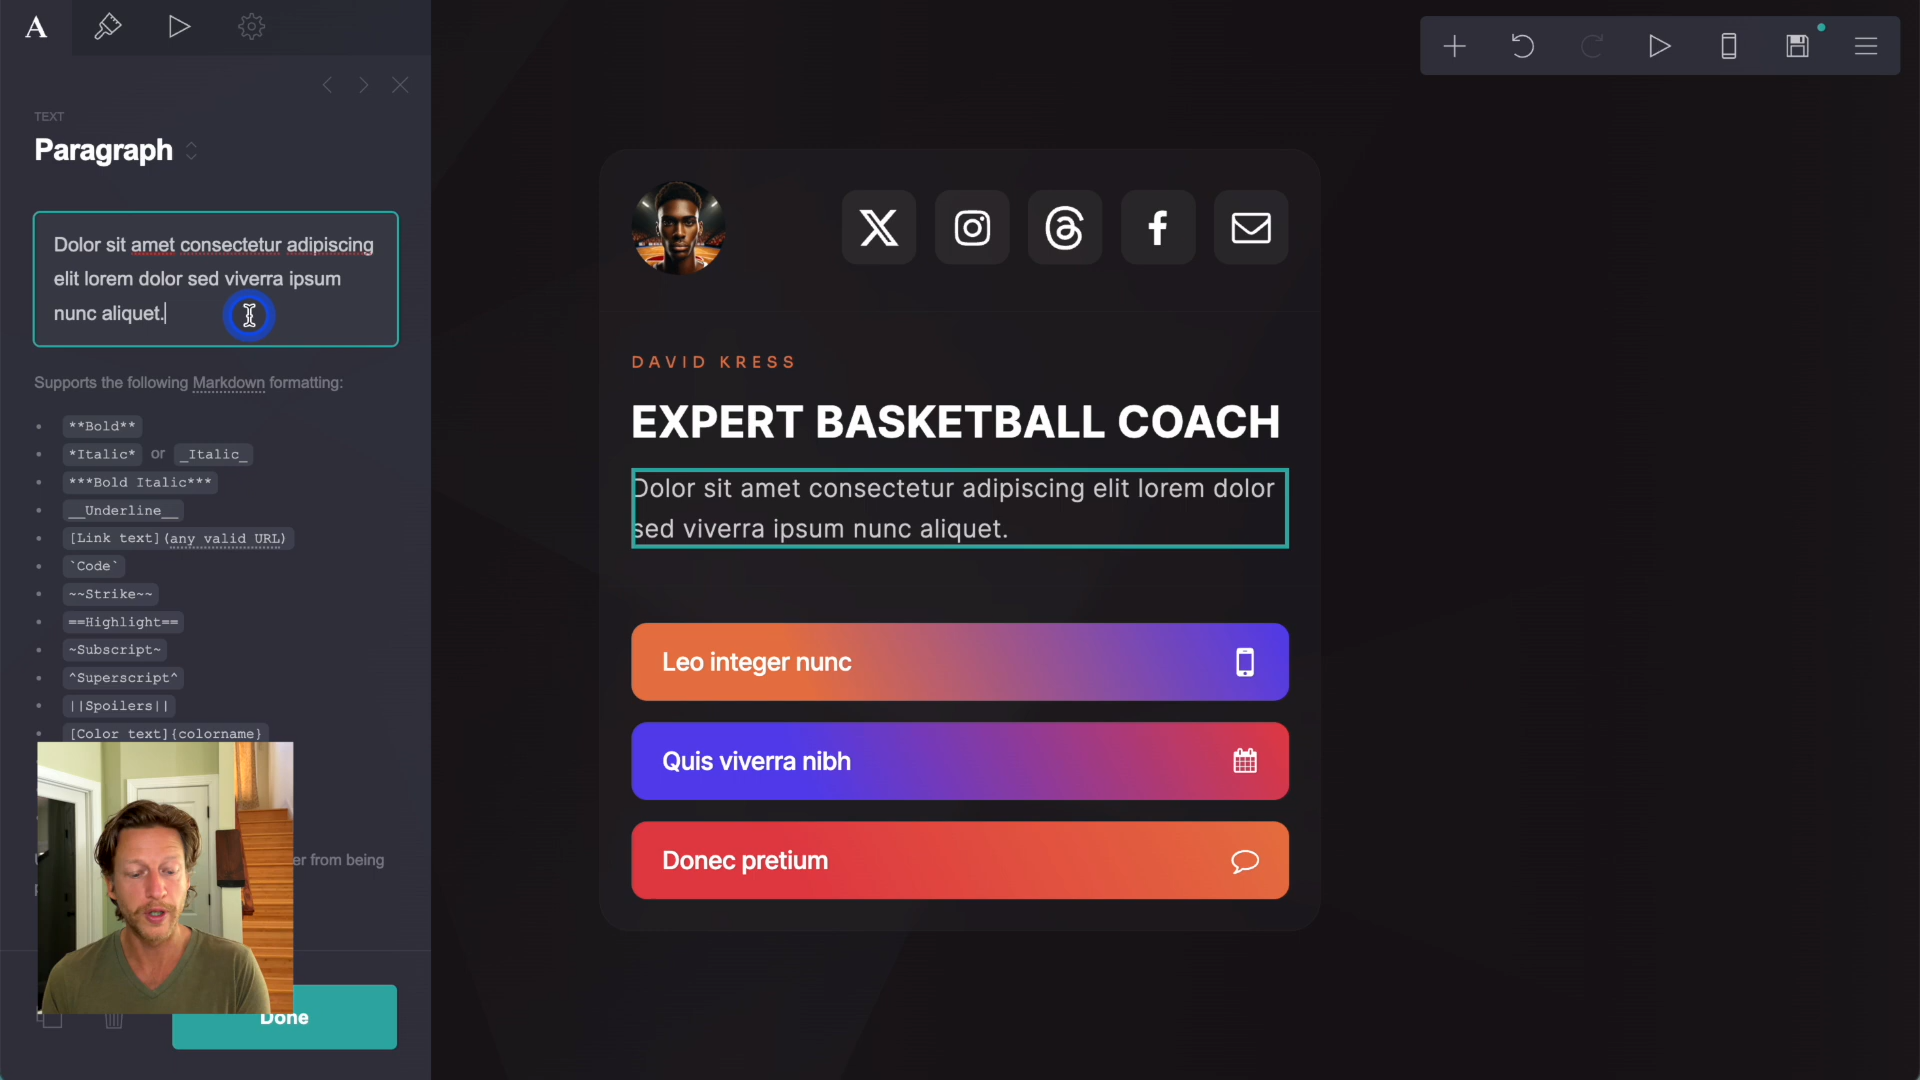 A
TEXT
Paragraph
Dolor sit amet consectetur adipiscing
elit lorem dolor sed viverra ipsum
nunc aliquet.
Supports the following Markdown formatting:
**Bold**
*Italic* or _Italic_
***Bold Italic***
__Underline__
[Link text](any valid URL)
`Code`
~~Strike~~
==Highlight==
~Subscript~
^Superscript^
||Spoilers||
[Color text]{colorname}
from being
Done
DAVID KRESS
EXPERT BASKETBALL COACH
Dolor sit amet consectetur adipiscing elit lorem dolor
sed viverra ipsum nunc aliquet.
Leo integer nunc
Quis viverra nibh
Donec pretium